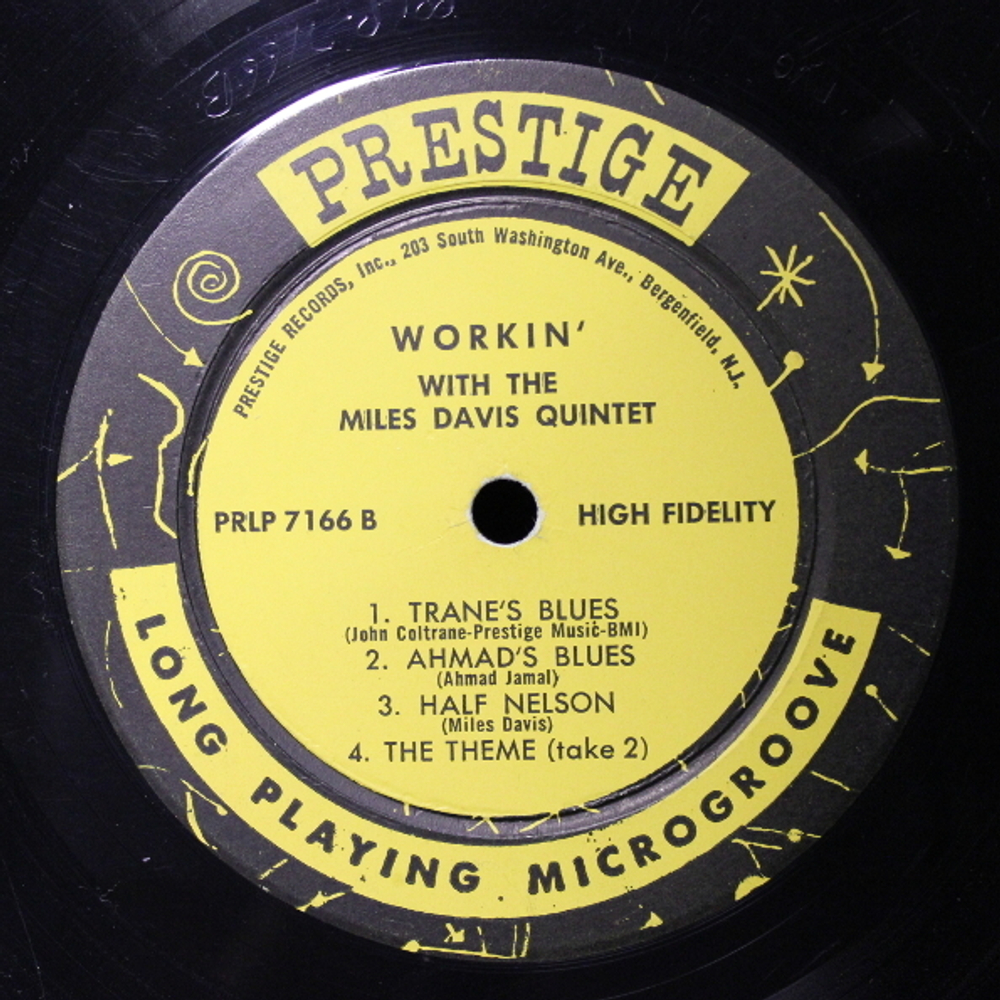 PRESTIGE
PRESTIGE RECORDS, Inc., 203 South Washington Ave., Bergenfield, N.J.
WORKIN'
WITH THE
MILES DAVIS QUINTET
PRLP 7166 B
HIGH FIDELITY
1. TRANE'S BLUES
(John Coltrane-Prestige Music-BMI)
2. AHMAD'S BLUES
(Ahmad Jamal)
3. HALF NELSON
(Miles Davis)
4. THE THEME (take 2)
LONG PLAYING MICROGROOVE